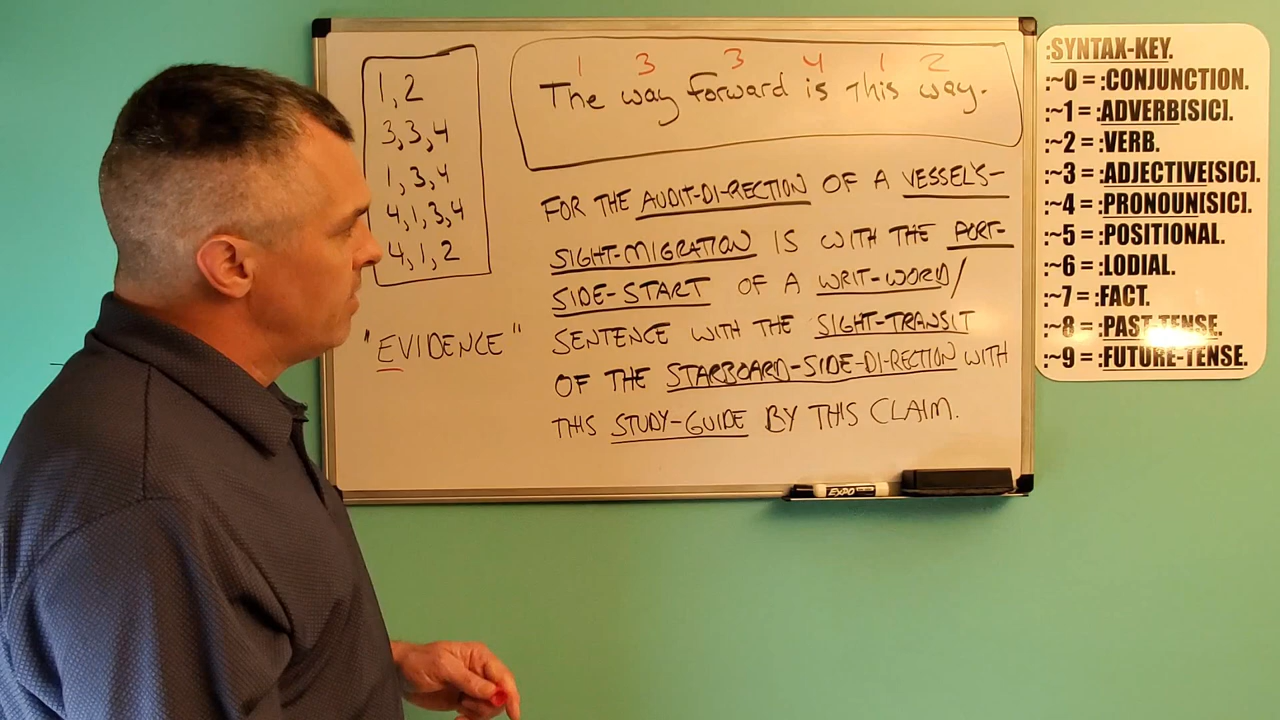 1,2
3,3,4
1,3,4
4,1,3,4
4,1,2
"EVIDENCE"
1 3 3 4 1 2
The way forward is this way.
FOR THE AUDIT-DI-RECTION OF A VESSEL'S-
SIGHT-MIGRATION IS WITH THE PORT-
SIDE-START OF A WRIT-WORD/
SENTENCE WITH THE SIGHT-TRANSIT
OF THE STARBOARD-SIDE-DI-RECTION WITH
THIS STUDY-GUIDE BY THIS CLAIM.
EXPO
:SYNTAX-KEY.
:~0 = :CONJUNCTION.
:~1 = :ADVERB[SIC].
:~2 = :VERB.
:~3 = :ADJECTIVE[SIC].
:~4 = :PRONOUN[SIC].
:~5 = :POSITIONAL.
:~6 = :LODIAL.
:~7 = :FACT.
:~8 = :PAST-TENSE.
:~9 = :FUTURE-TENSE.